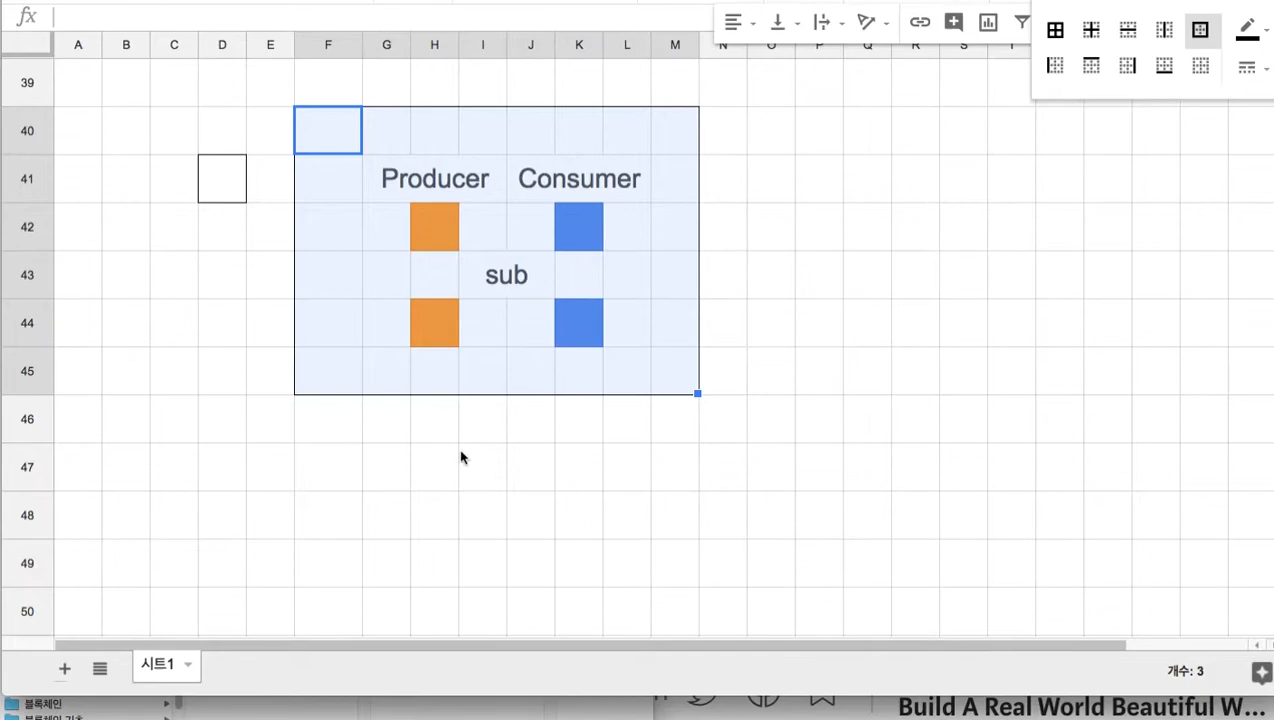 fx
A B C D E F G H I J K L M N O P Q R S T
39
40
41 Producer Consumer
42
43 sub
44
45
46
47
48
49
50
시트1
개수: 3
블록체인
Build A Real World Beautiful W...